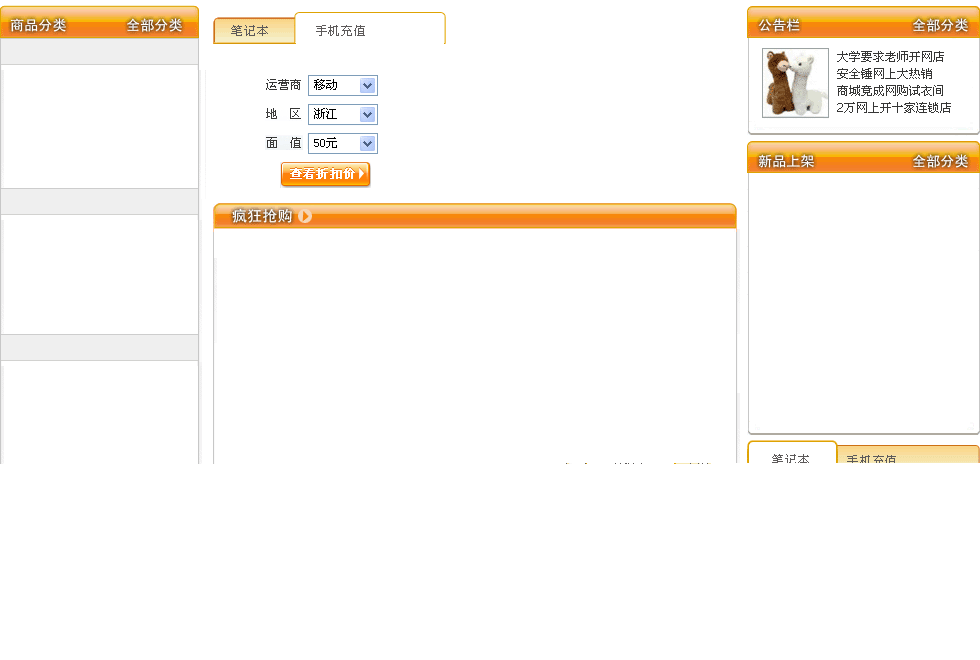 商品分类 全部分类
笔记本 手机充值
运营商 移动
地 区 浙江
面 值 50元
查看折扣价
疯狂抢购
公告栏 全部分类
大学要求老师开网店
安全锤网上大热销
商城竟成网购试衣间
2万网上开十家连锁店
新品上架 全部分类
笔记本 手机充值